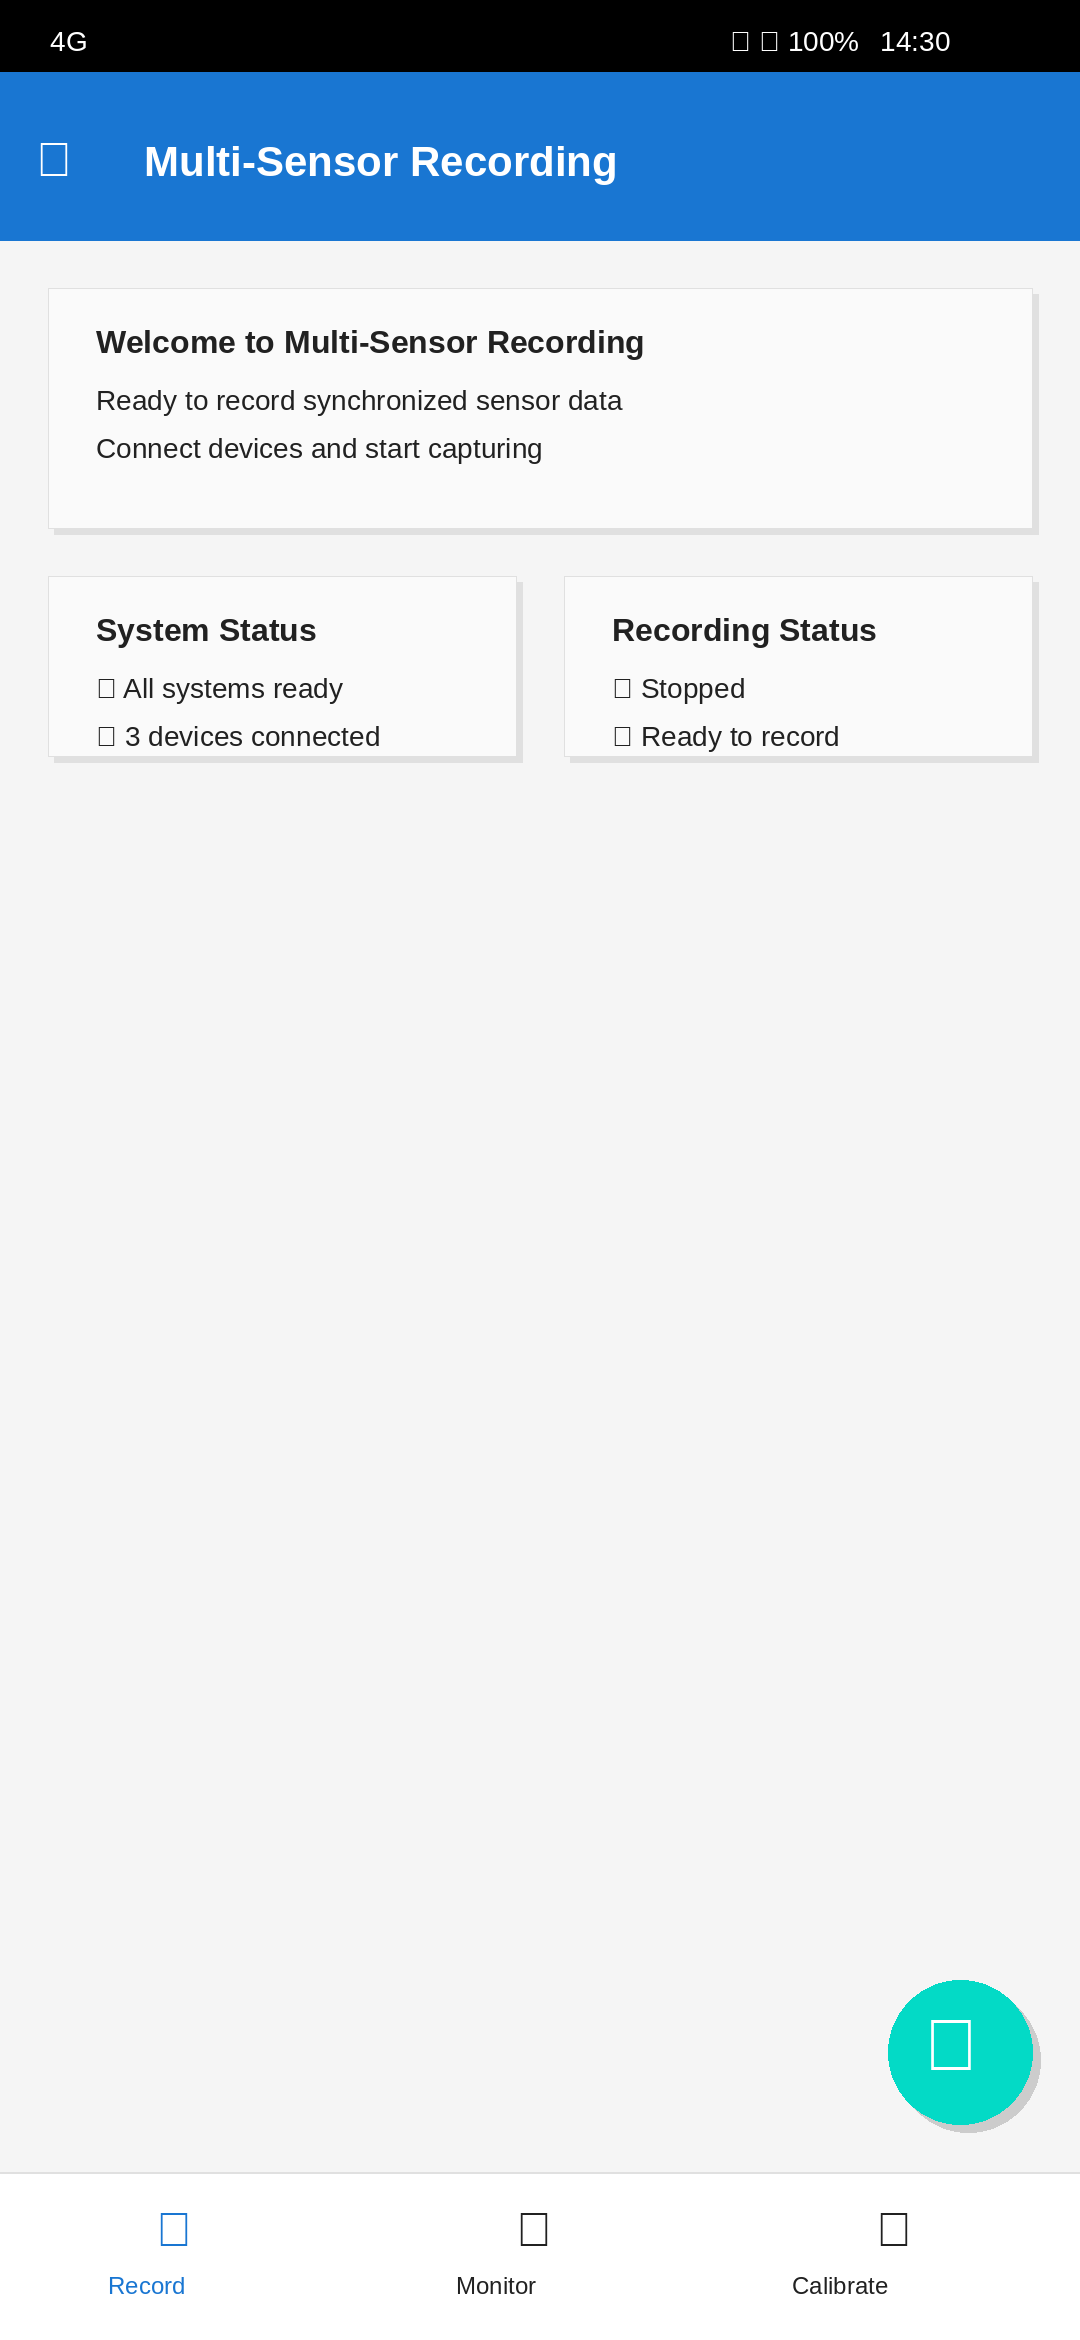 4G 100% 14:30
Multi-Sensor Recording
Welcome to Multi-Sensor Recording
Ready to record synchronized sensor data
Connect devices and start capturing
System Status
All systems ready
3 devices connected
Recording Status
Stopped
Ready to record
Record
Monitor
Calibrate